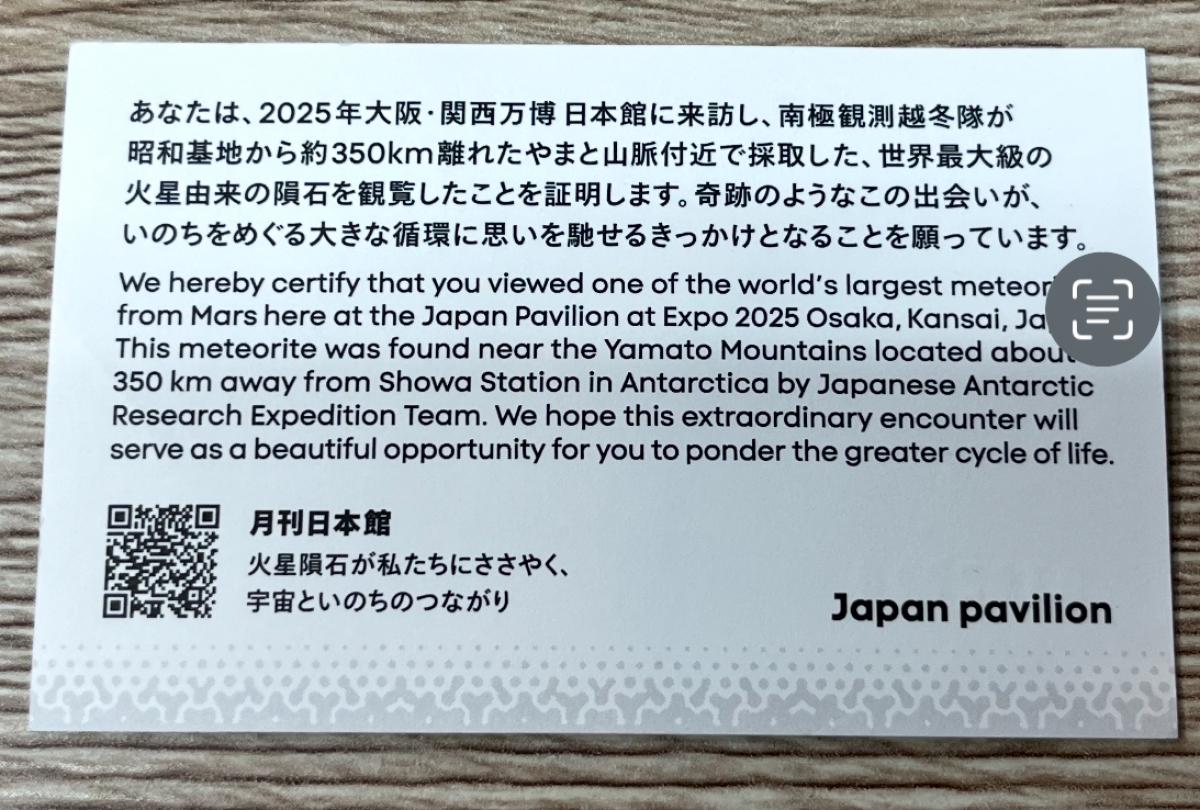 あなたは、2025年大阪・関西万博 日本館に来訪し、南極観測越冬隊が
昭和基地から約350km離れたやまと山脈付近で採取した、世界最大級の
火星由来の隕石を観覧したことを証明します。奇跡のようなこの出会いが、
いのちをめぐる大きな循環に思いを馳せるきっかけとなることを願っています。
We hereby certify that you viewed one of the world's largest
from Mars here at the Japan Pavilion at Expo 2025 Osaka, Kansai,
This meteorite was found near the Yamato Mountains located about
350 km away from Showa Station in Antarctica by Japanese Antarctic
Research Expedition Team. We hope this extraordinary encounter will
serve as a beautiful opportunity for you to ponder the greater cycle of life.
月刊日本館
火星隕石が私たちにささやく、
宇宙といのちのつながり
Japan pavilion